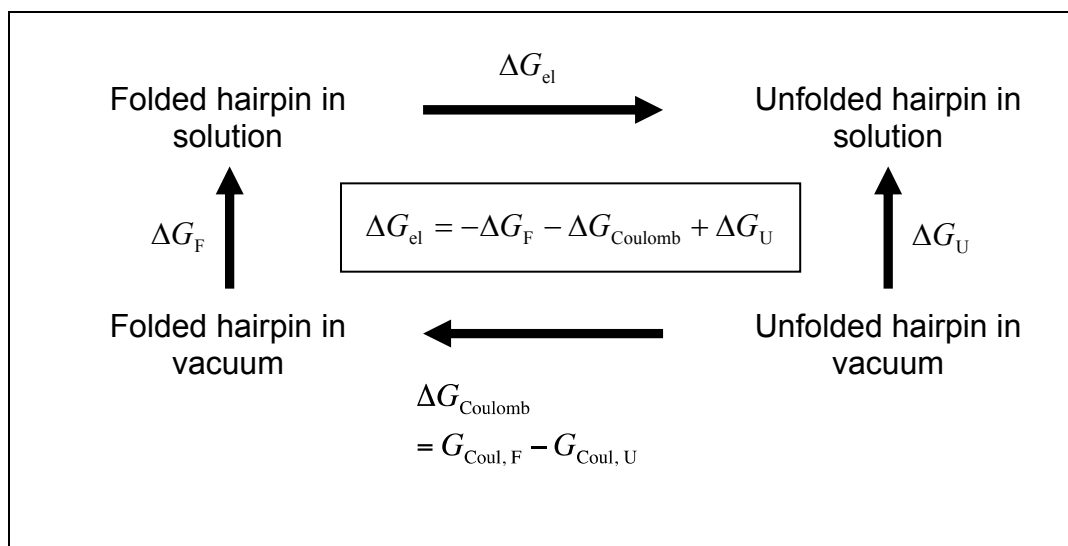 ΔG_el
Folded hairpin in
solution
Unfolded hairpin in
solution
ΔG_F
ΔG_el = −ΔG_F − ΔG_Coulomb + ΔG_U
ΔG_U
Folded hairpin in
vacuum
Unfolded hairpin in
vacuum
ΔG_Coulomb
= G_Coul, F − G_Coul, U